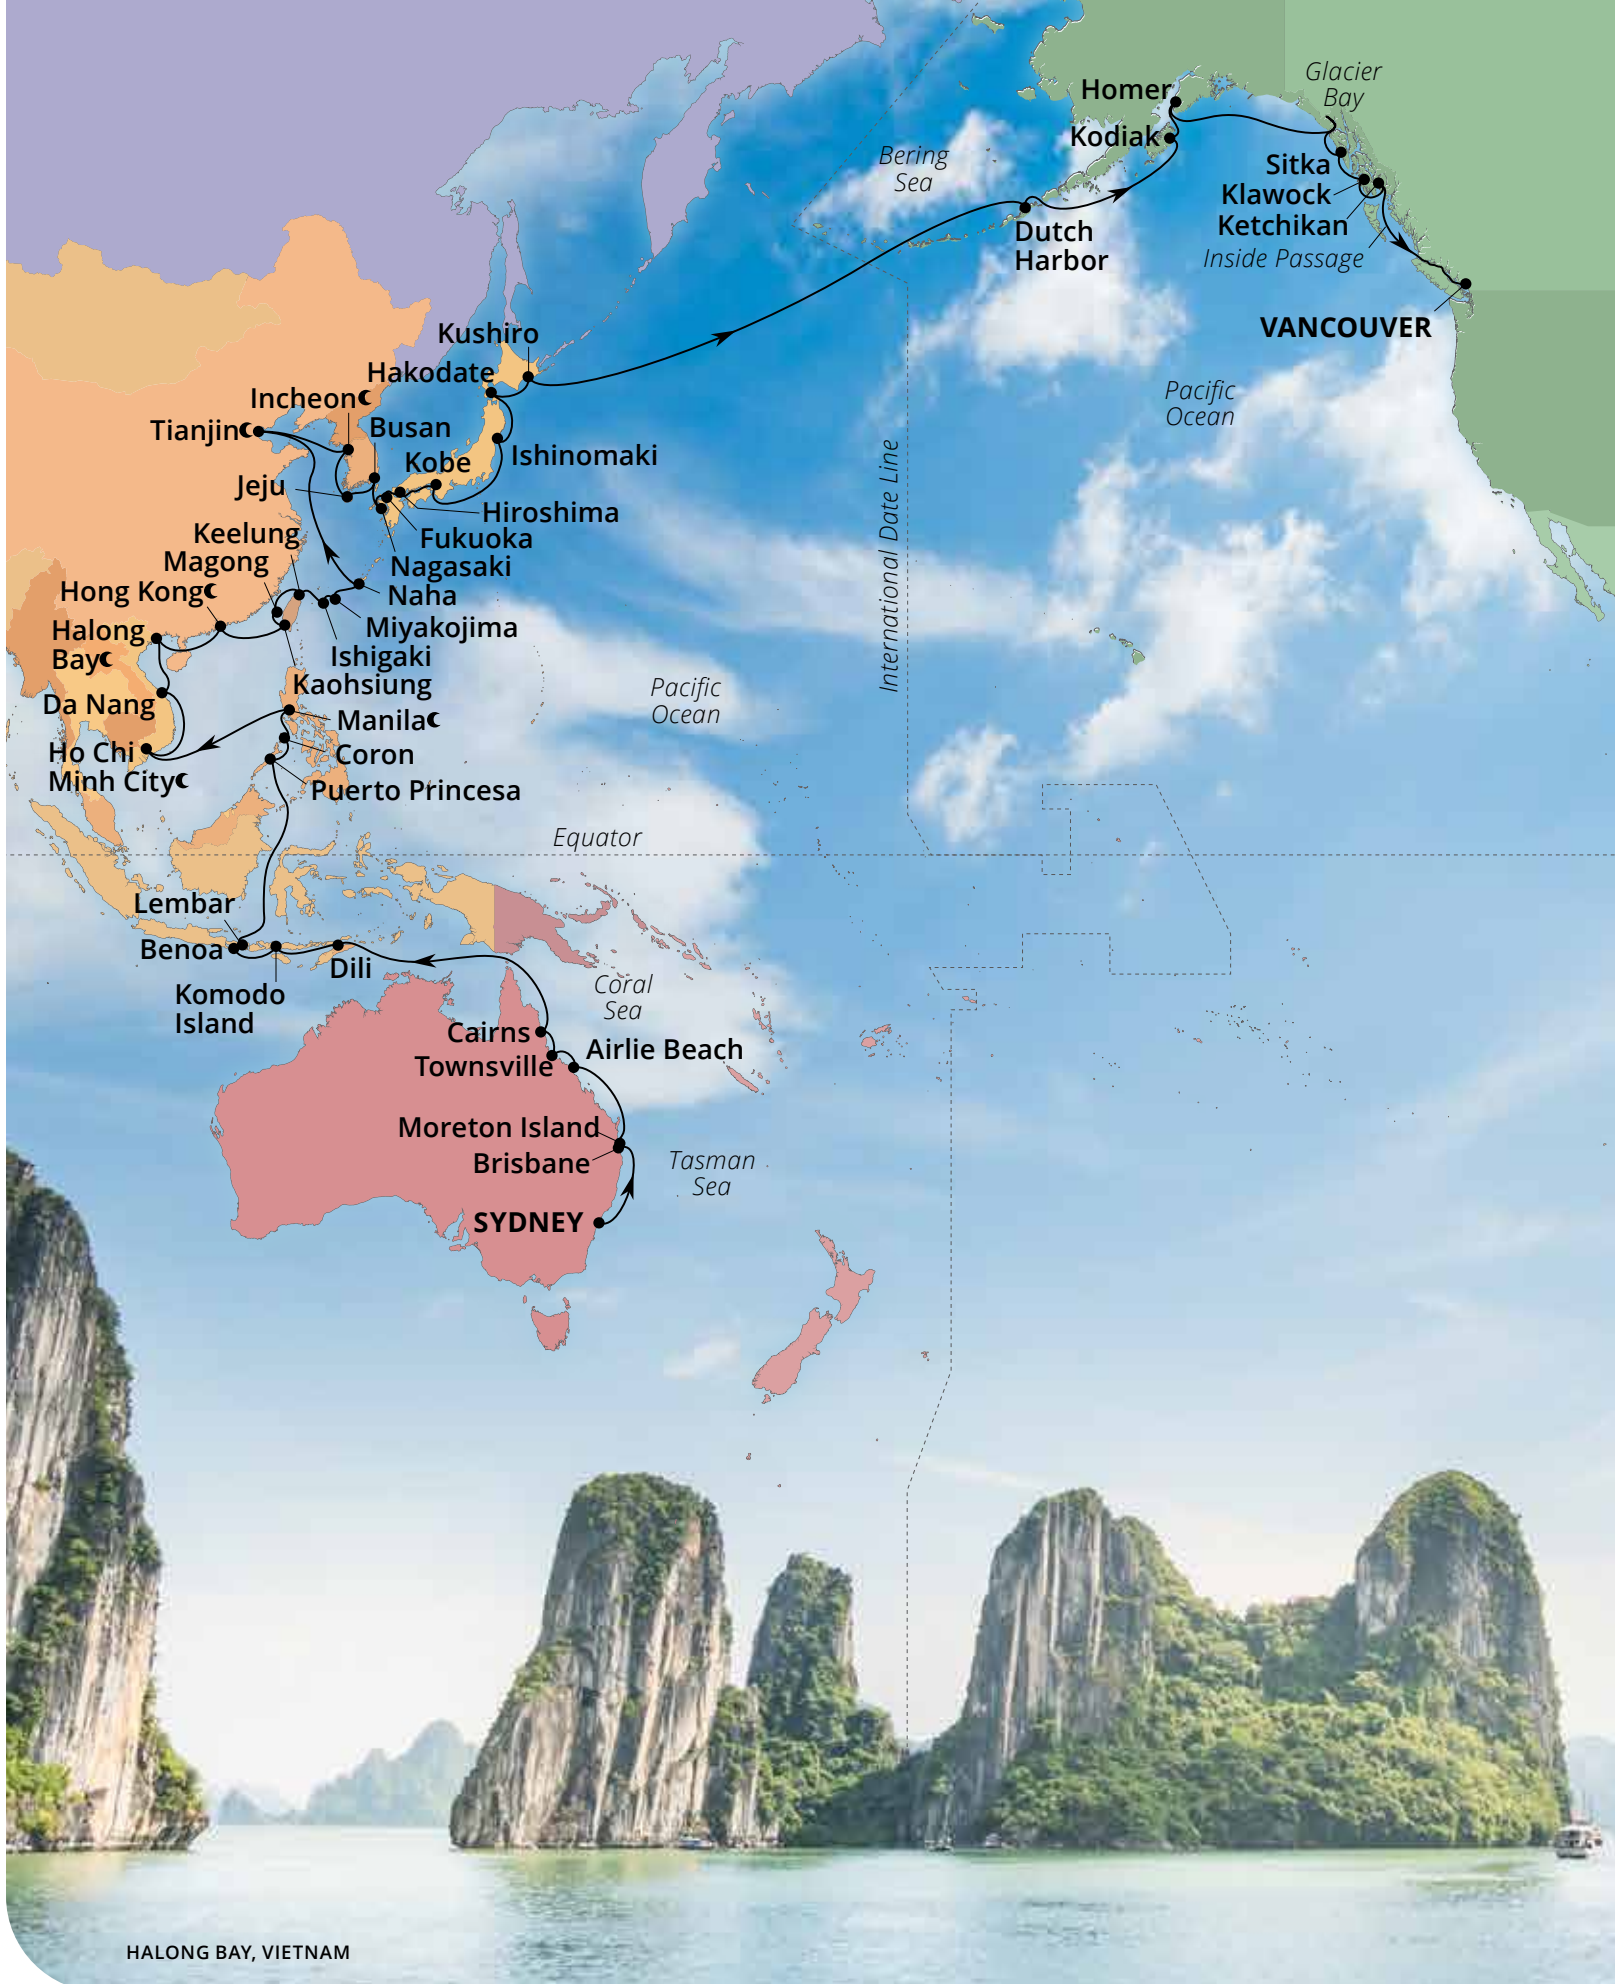 Glacier
Bay
Homer
Kodiak
Bering
Sea
Sitka
Klawock
Ketchikan
Inside Passage
Dutch
Harbor
VANCOUVER
Kushiro
Hakodate
Incheon
Tianjin
Busan
Pacific
Ocean
Ishinomaki
Kobe
Jeju
Hiroshima
Keelung
Fukuoka
Magong
Nagasaki
Hong Kong
Naha
International Date Line
Halong
Bay
Miyakojima
Ishigaki
Kaohsiung
Da Nang
Pacific
Ocean
Manila
Ho Chi
Minh City
Coron
Puerto Princesa
Equator
Lembar
Benoa
Dili
Komodo
Island
Coral
Sea
Cairns
Townsville
Airlie Beach
Moreton Island
Brisbane
Tasman
Sea
SYDNEY
HALONG BAY, VIETNAM